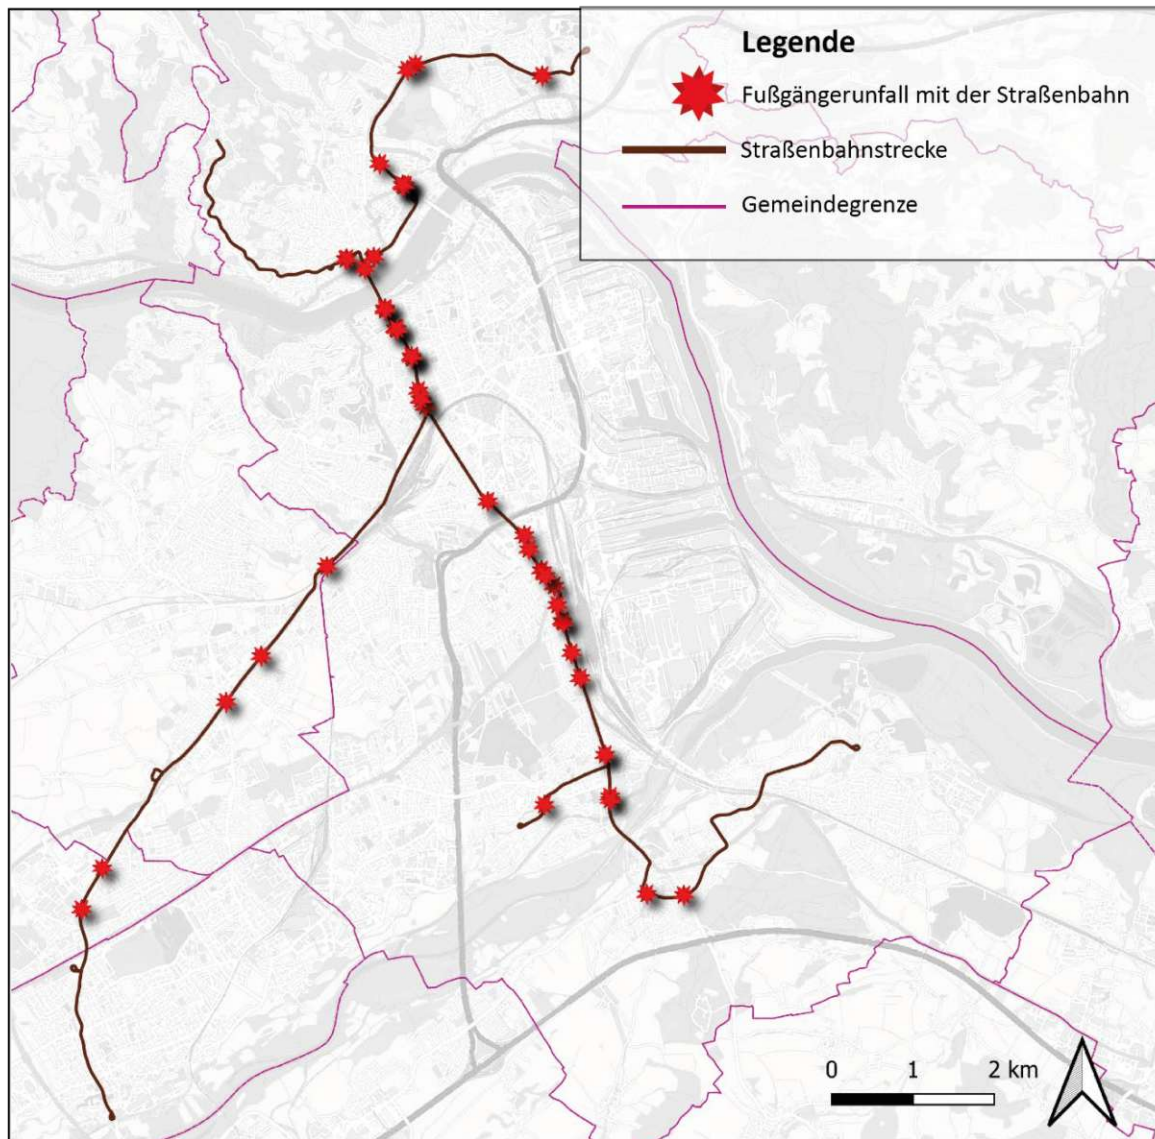 Legende
Fußgängerunfall mit der Straßenbahn
Straßenbahnstrecke
Gemeindegrenze
0 1 2 km